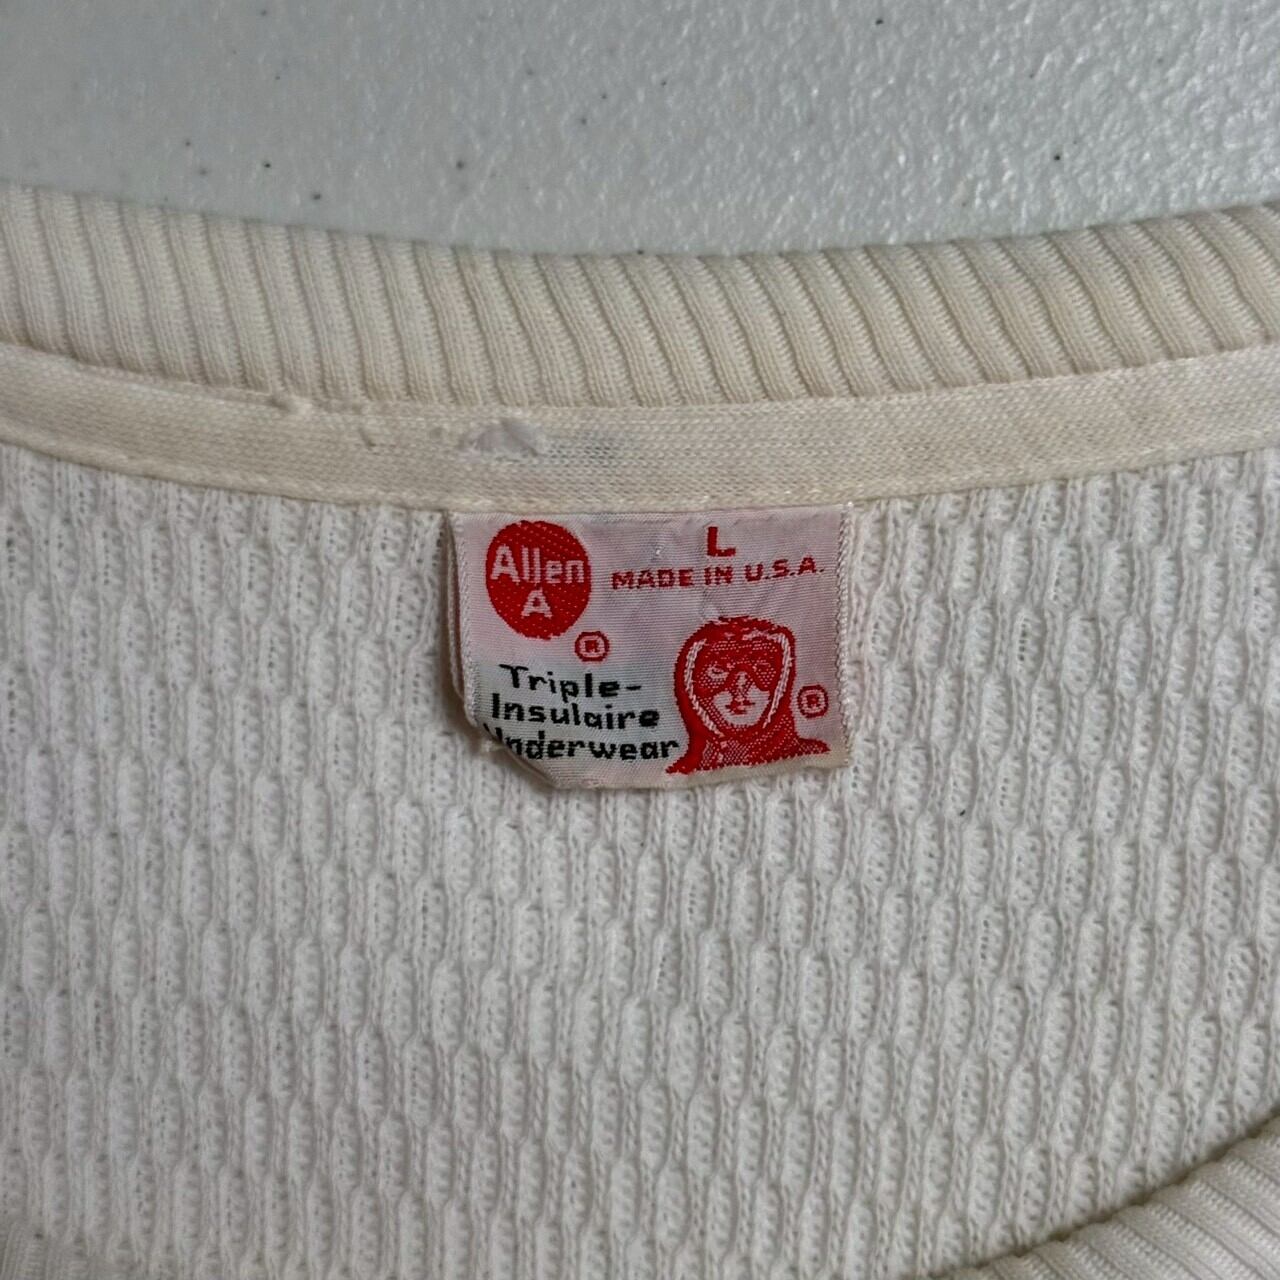 Allen
A
®
L
MADE IN U.S.A.
Triple-
Insulaire
Underwear
®